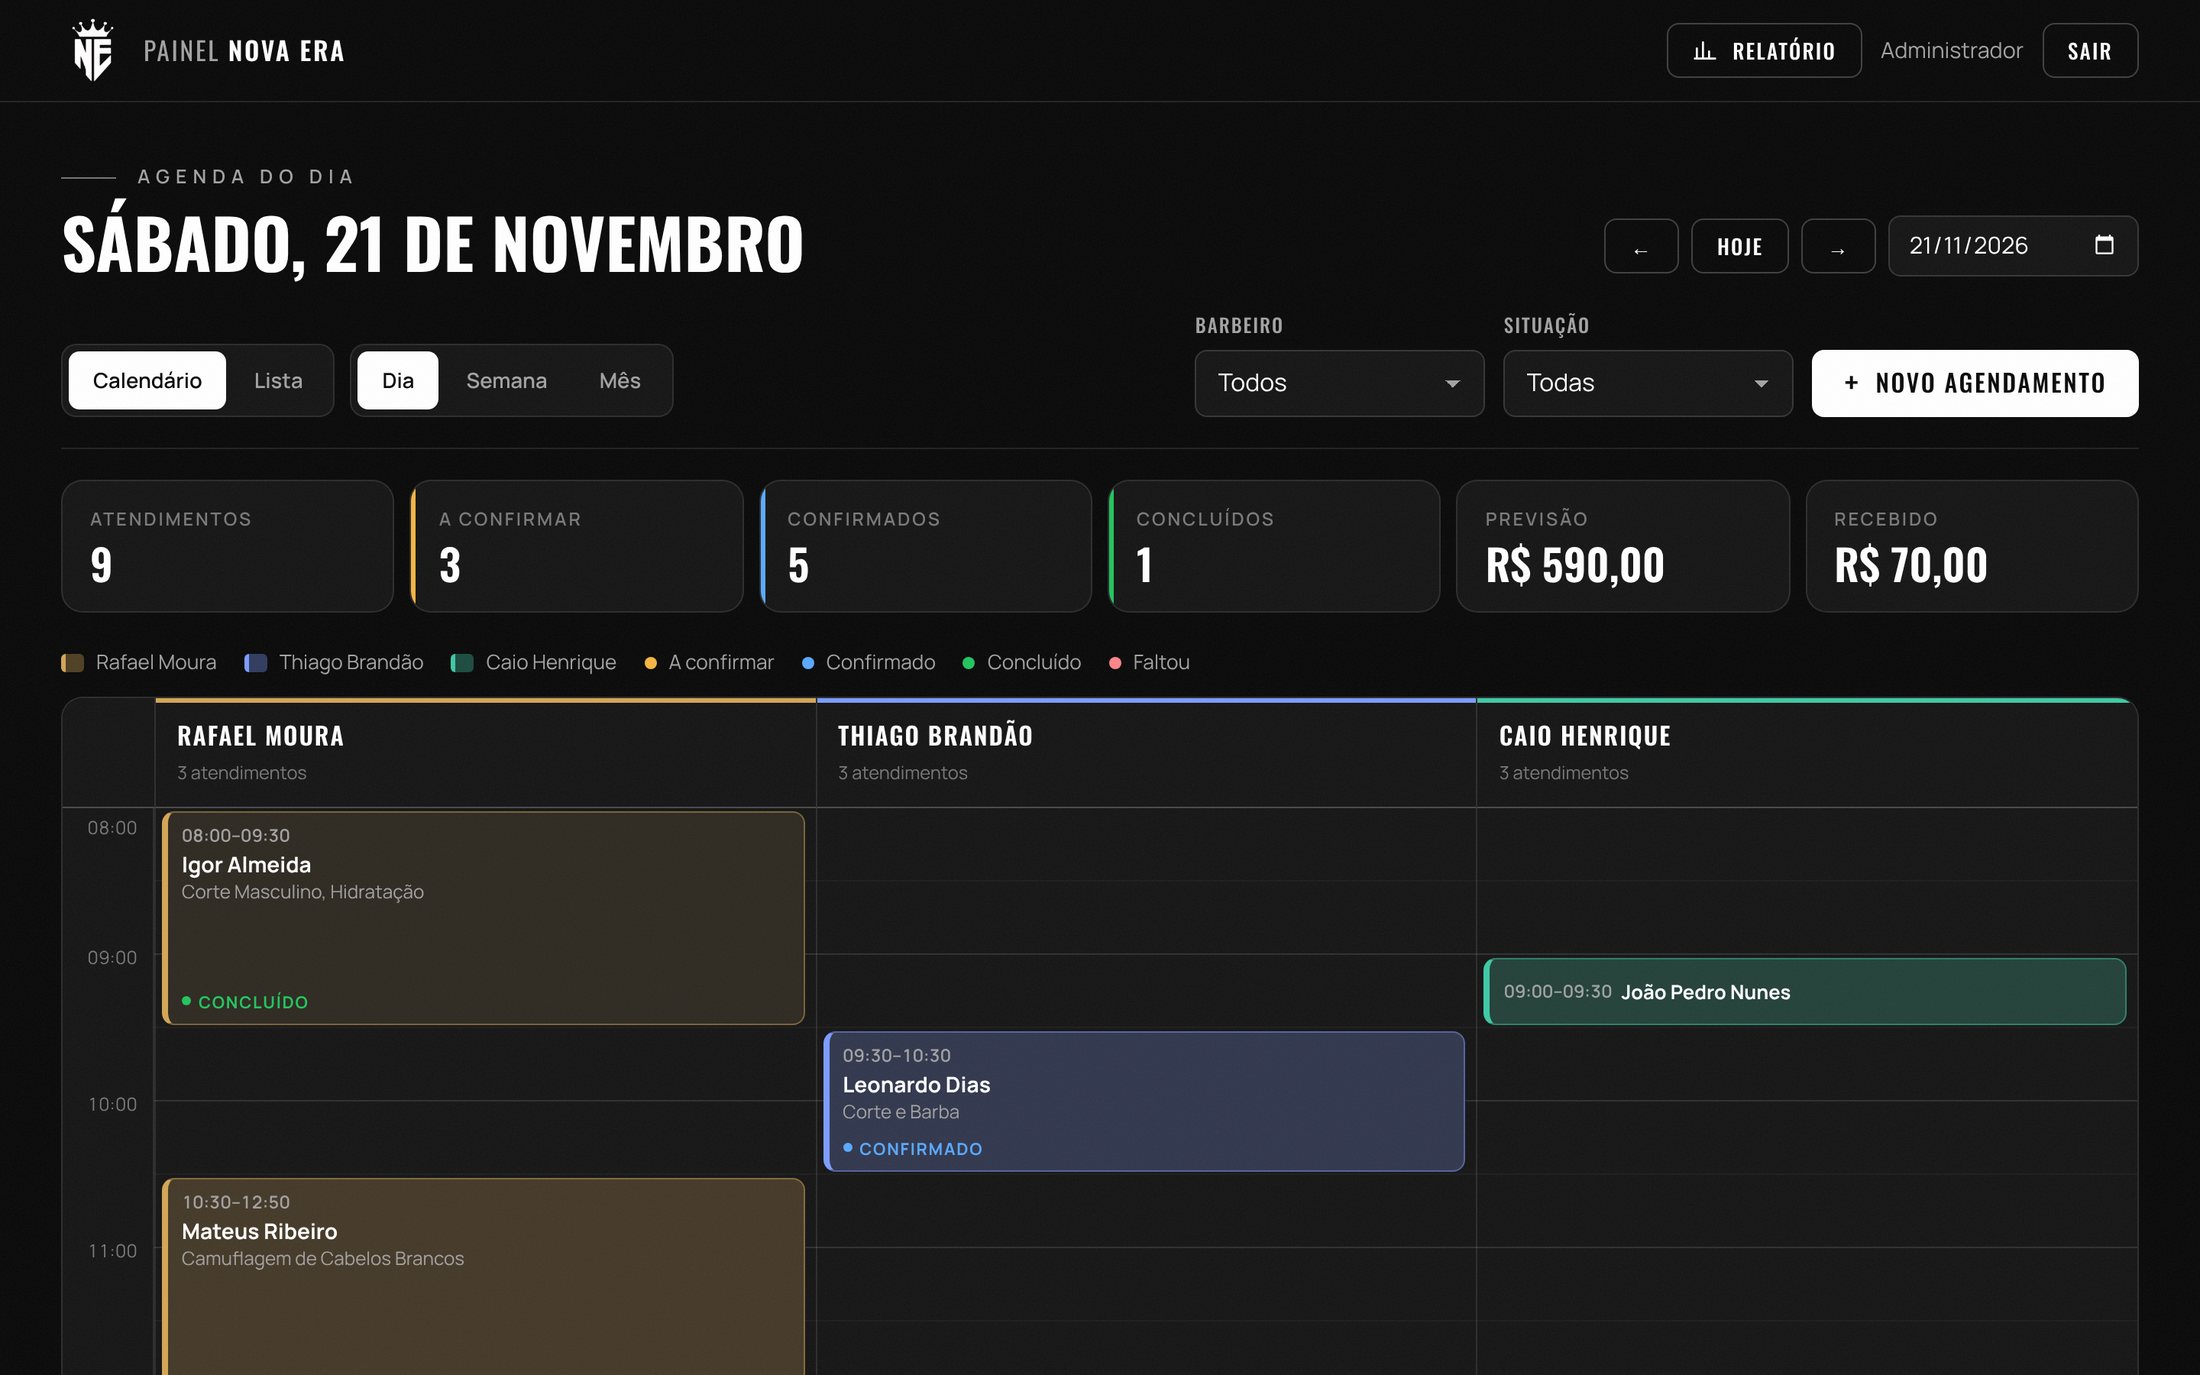 NE
PAINEL NOVA ERA
RELATÓRIO
Administrador
SAIR
AGENDA DO DIA
SÁBADO, 21 DE NOVEMBRO
←
HOJE
→
21/11/2026
Calendário
Lista
Dia
Semana
Mês
BARBEIRO
Todos
SITUAÇÃO
Todas
+ NOVO AGENDAMENTO
ATENDIMENTOS
9
A CONFIRMAR
3
CONFIRMADOS
5
CONCLUÍDOS
1
PREVISÃO
R$ 590,00
RECEBIDO
R$ 70,00
Rafael Moura
Thiago Brandão
Caio Henrique
A confirmar
Confirmado
Concluído
Faltou
RAFAEL MOURA
3 atendimentos
THIAGO BRANDÃO
3 atendimentos
CAIO HENRIQUE
3 atendimentos
08:00
08:00–09:30
Igor Almeida
Corte Masculino, Hidratação
CONCLUÍDO
09:00
09:00–09:30 João Pedro Nunes
09:30–10:30
Leonardo Dias
Corte e Barba
CONFIRMADO
10:00
10:30–12:50
Mateus Ribeiro
Camuflagem de Cabelos Brancos
11:00